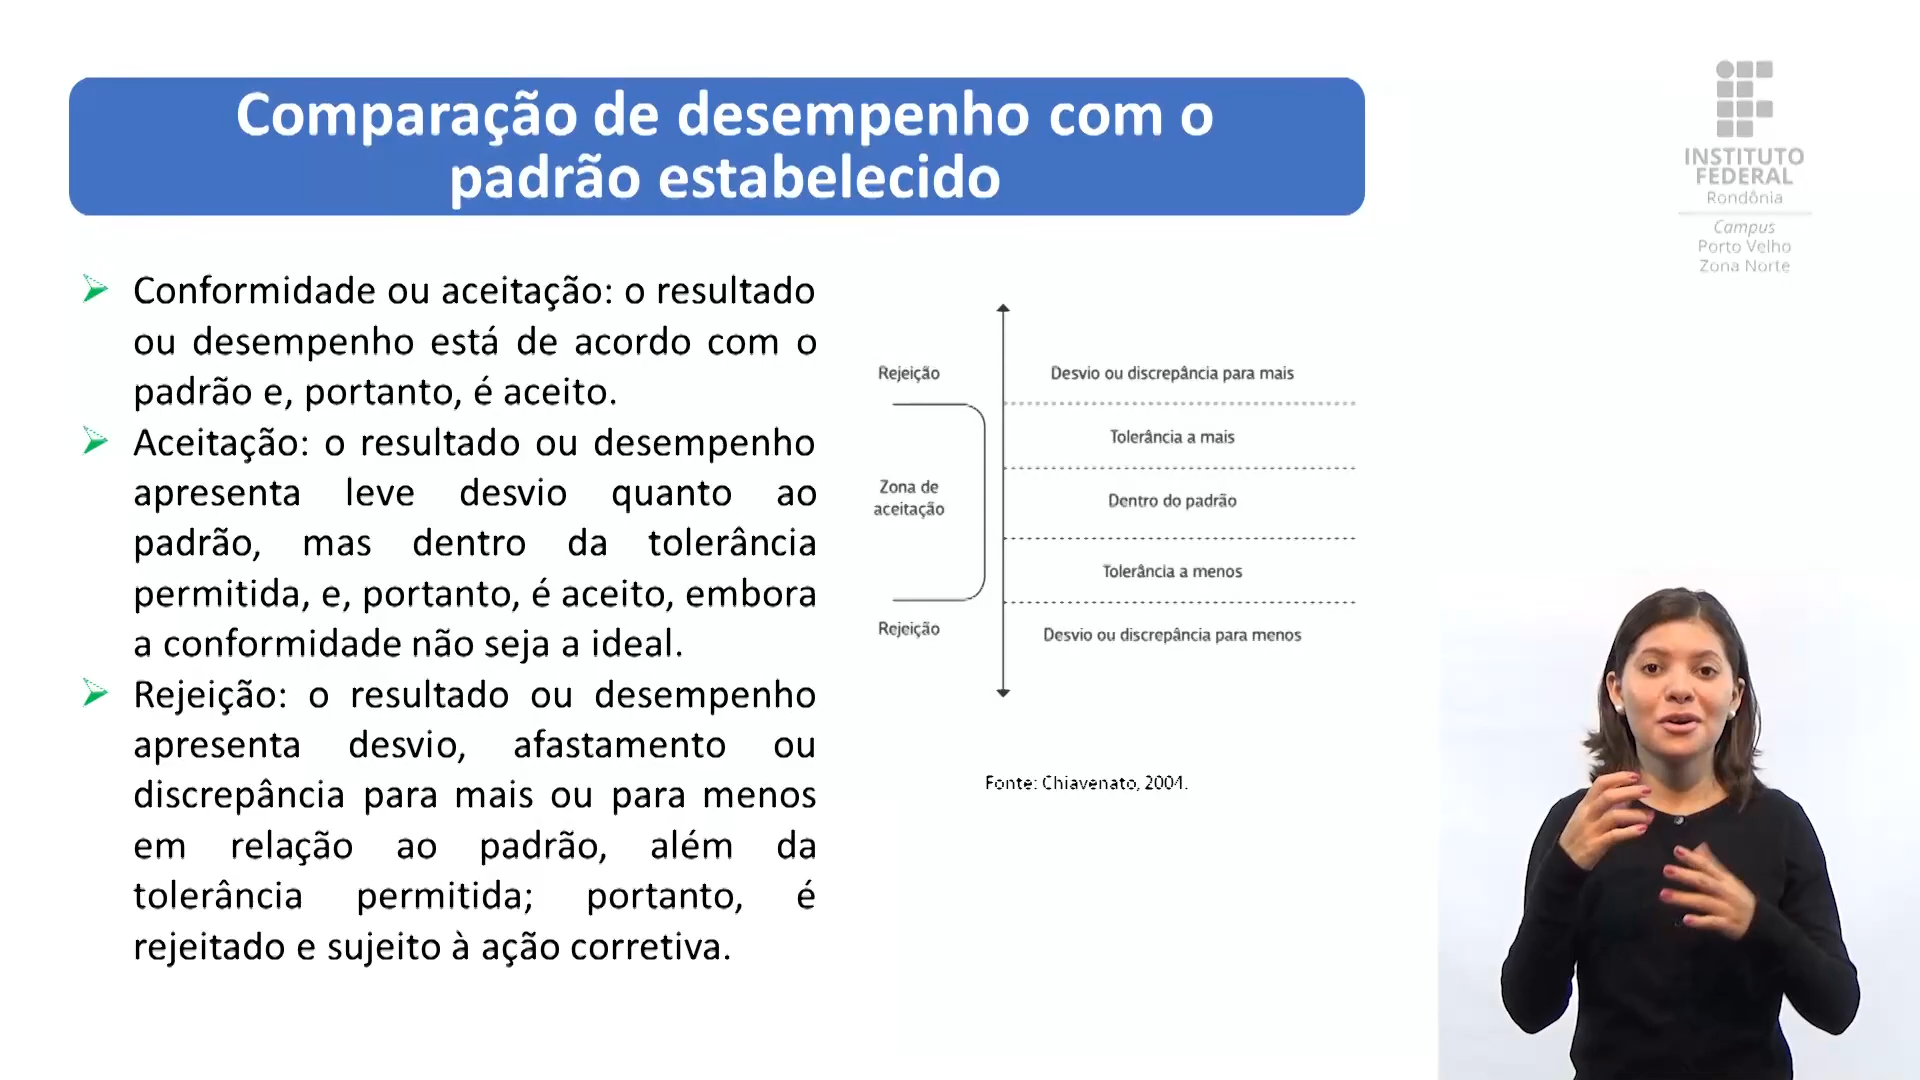 Comparação de desempenho com o
padrão estabelecido
INSTITUTO
FEDERAL
Rondônia
Campus
Porto Velho
Zona Norte
Conformidade ou aceitação: o resultado
ou desempenho está de acordo com o
padrão e, portanto, é aceito.
Aceitação: o resultado ou desempenho
apresenta leve desvio quanto ao
padrão, mas dentro da tolerância
permitida, e, portanto, é aceito, embora
a conformidade não seja a ideal.
Rejeição: o resultado ou desempenho
apresenta desvio, afastamento ou
discrepância para mais ou para menos
em relação ao padrão, além da
tolerância permitida; portanto, é
rejeitado e sujeito à ação corretiva.
Rejeição
Desvio ou discrepância para mais
Tolerância a mais
Zona de
aceitação
Dentro do padrão
Tolerância a menos
Rejeição
Desvio ou discrepância para menos
Fonte: Chiavenato, 2004.